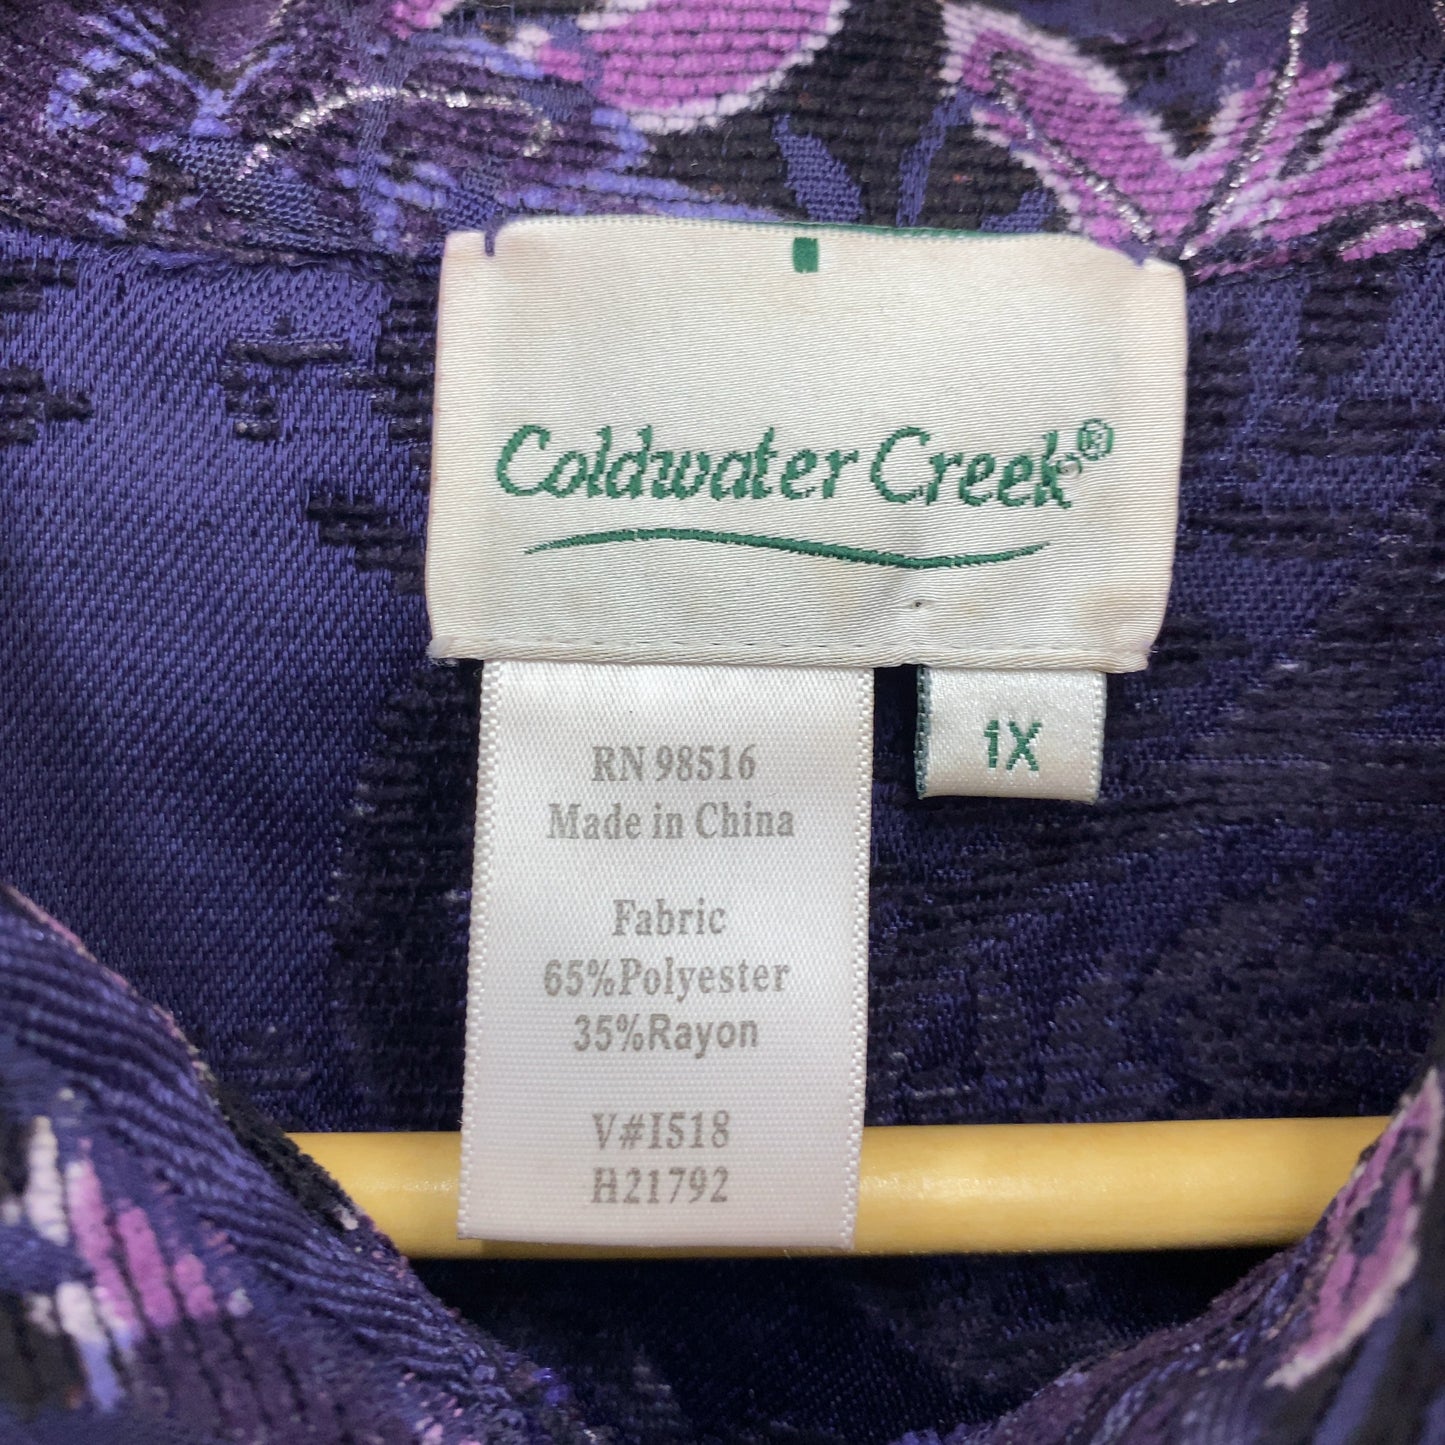 Coldwater Creek®
1X
RN 98516
Made in China
Fabric
65%Polyester
35%Rayon
V#I518
H21792